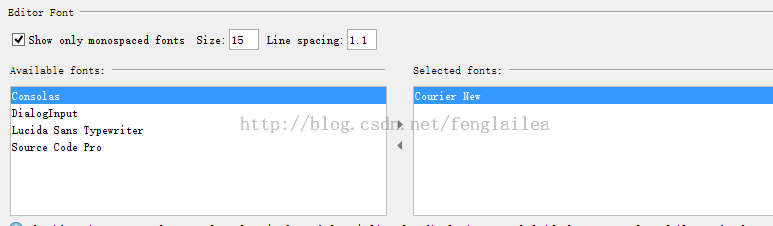 Editor Font
Show only monospaced fonts Size: 15 Line spacing: 1.1
Available fonts:
Selected fonts:
Consolas
DialogInput
Lucida Sans Typewriter
Source Code Pro
Courier New
http://blog.csdn.net/fenglailea